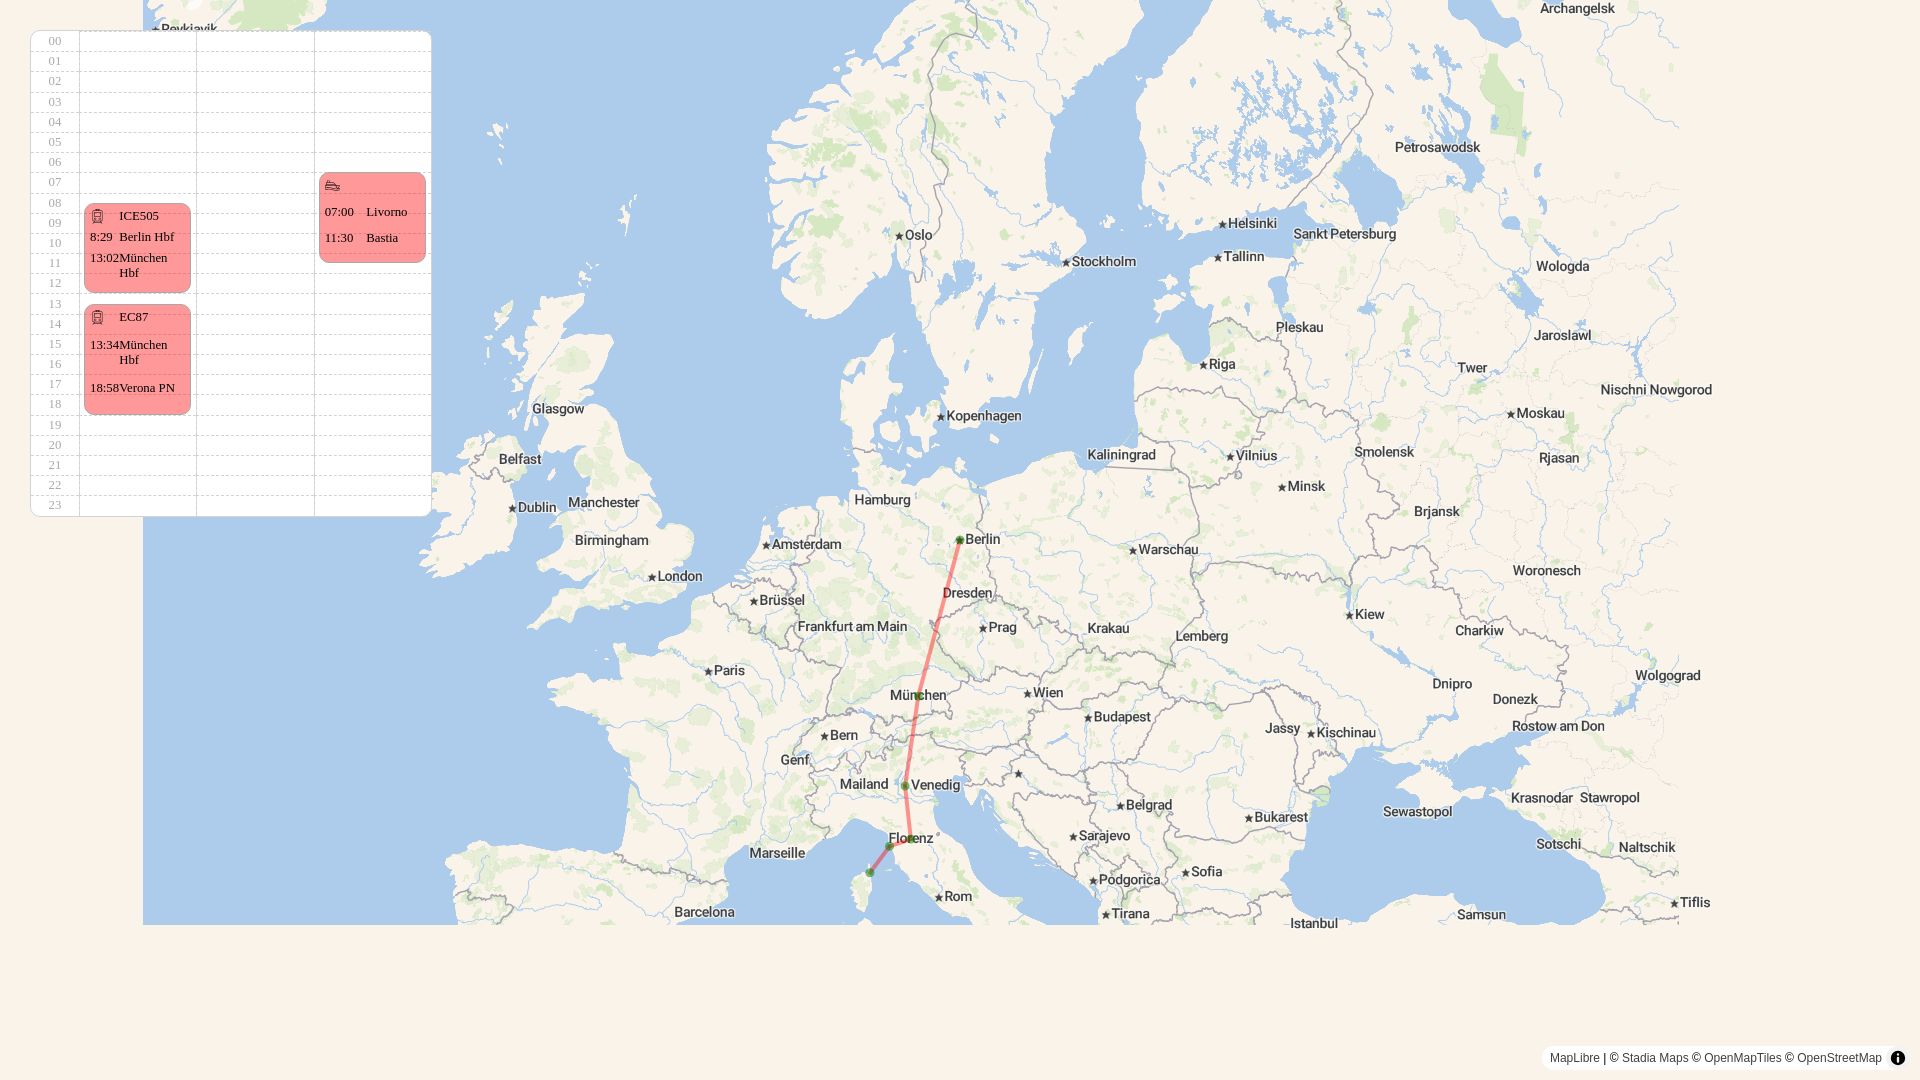 Reykjavik
00
01
02
03
04
05
06
07
08
09
10
11
12
13
14
15
16
17
18
19
20
21
22
23
ICE505
8:29 Berlin Hbf
13:02 München
Hbf
EC87
13:34 München
Hbf
18:58 Verona PN
07:00 Livorno
11:30 Bastia
Archangelsk
Petrosawodsk
Helsinki
Sankt Petersburg
Oslo
Stockholm
Tallinn
Wologda
Pleskau
Jaroslawl
Riga
Twer
Nischni Nowgorod
Glasgow
Kopenhagen
Moskau
Belfast
Kaliningrad
Vilnius
Smolensk
Rjasan
Minsk
Hamburg
Manchester
Dublin
Brjansk
Birmingham
Amsterdam
Berlin
Warschau
London
Woronesch
Dresden
Brüssel
Kiew
Frankfurt am Main
Prag
Krakau
Lemberg
Charkiw
Paris
Wolgograd
Dnipro
München
Wien
Donezk
Budapest
Jassy
Kischinau
Rostow am Don
Bern
Genf
Mailand
Venedig
Belgrad
Krasnodar
Stawropol
Sewastopol
Bukarest
Florenz
Sarajevo
Sotschi
Naltschik
Marseille
Sofia
Podgorica
Rom
Tiflis
Barcelona
Tirana
Samsun
Istanbul
MapLibre | © Stadia Maps © OpenMapTiles © OpenStreetMap